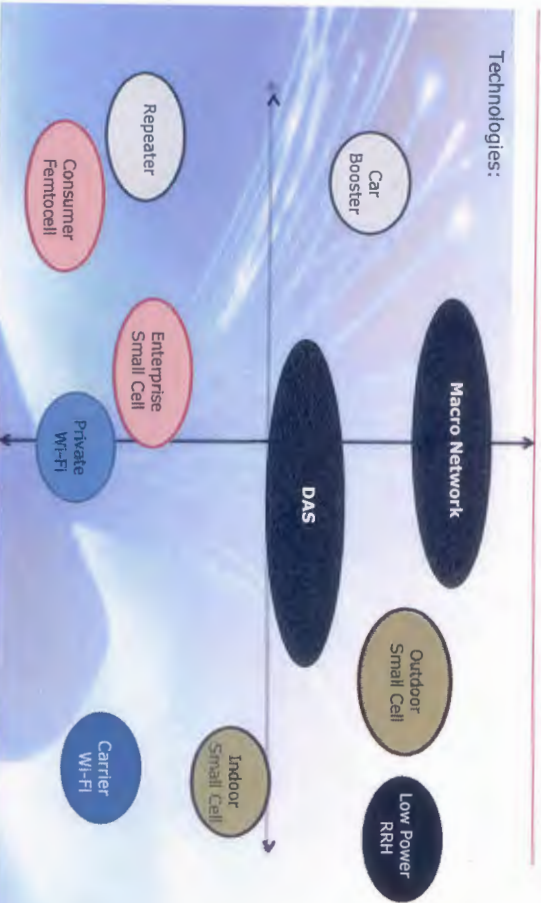 Technologies:
Macro Network
Car
Booster
Outdoor
Small Cell
Low Power
RRH
DAS
Repeater
Enterprise
Small Cell
Indoor
Small Cell
Consumer
Femtocell
Private
Wi-Fi
Carrier
Wi-Fi